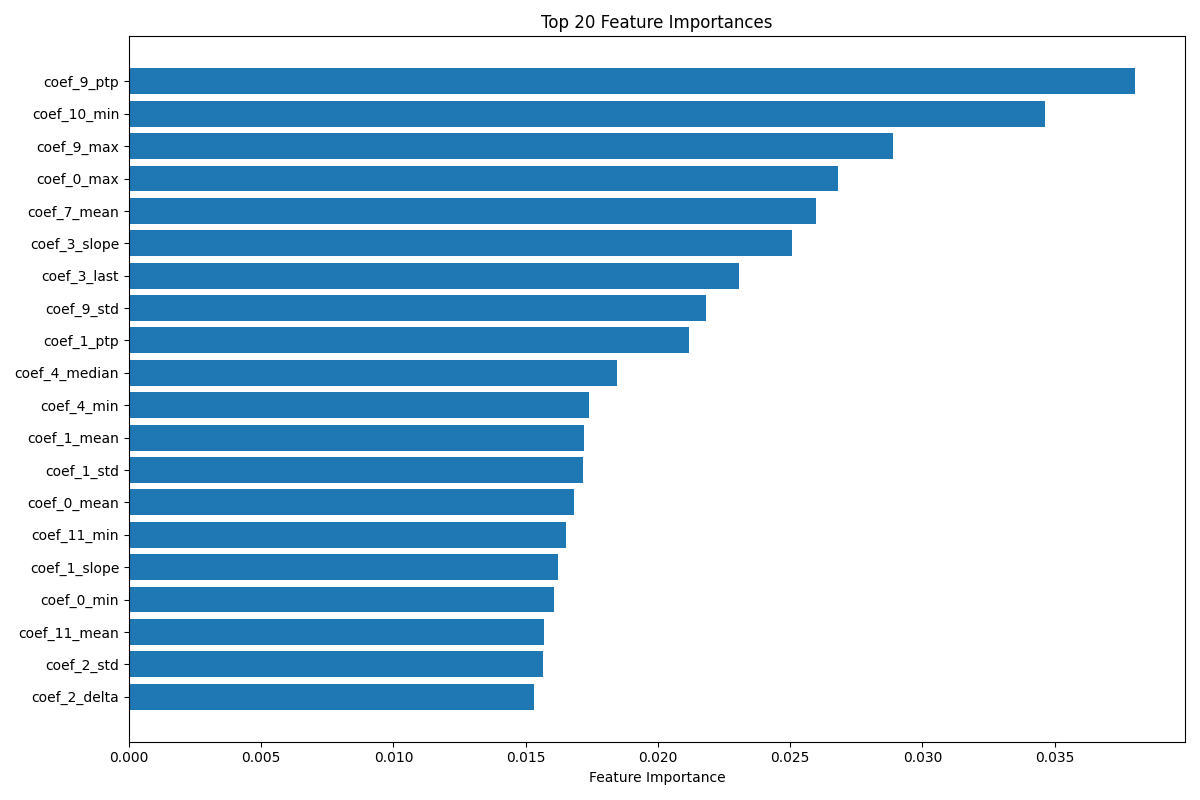 Top 20 Feature Importances
coef_9_ptp
coef_10_min
coef_9_max
coef_0_max
coef_7_mean
coef_3_slope
coef_3_last
coef_9_std
coef_1_ptp
coef_4_median
coef_4_min
coef_1_mean
coef_1_std
coef_0_mean
coef_11_min
coef_1_slope
coef_0_min
coef_11_mean
coef_2_std
coef_2_delta
0.000 0.005 0.010 0.015 0.020 0.025 0.030 0.035
Feature Importance